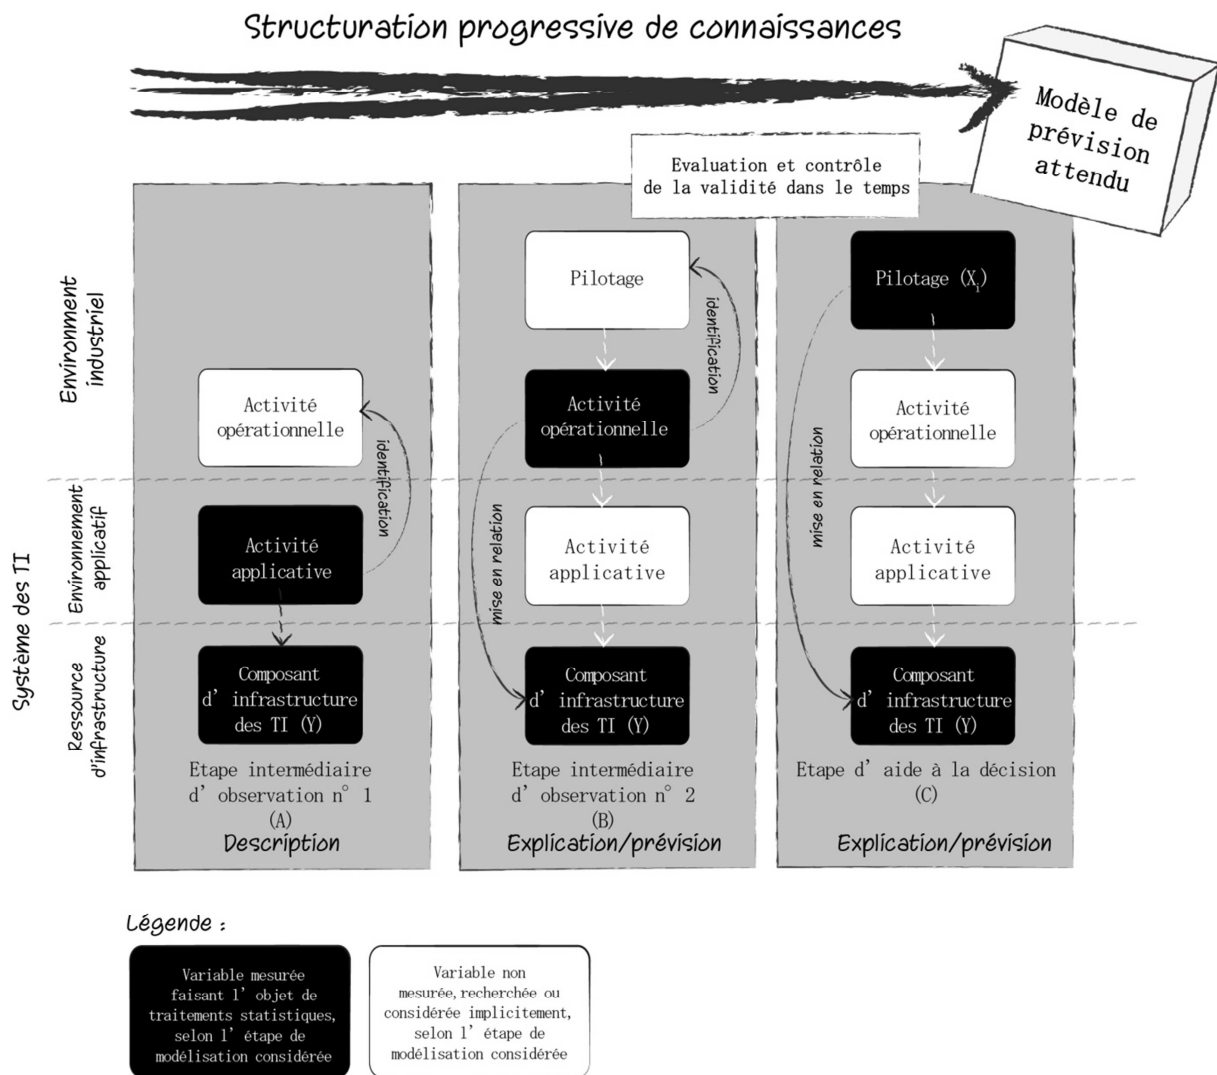 Structuration progressive de connaissances
Modèle de
prévision
attendu
Evaluation et contrôle
de la validité dans le temps
Système des TI
Environment
industriel
Environnement
applicatif
Ressource
d'infrastructure
Activité
opérationnelle
identification
Activité
applicative
Composant
d' infrastructure
des TI (Y)
Etape intermédiaire
d' observation n° 1
(A)
Description
Pilotage
identification
Activité
opérationnelle
mise en relation
Activité
applicative
Composant
d' infrastructure
des TI (Y)
Etape intermédiaire
d' observation n° 2
(B)
Explication/prévision
Pilotage (Xi)
Activité
opérationnelle
mise en relation
Activité
applicative
Composant
d' infrastructure
des TI (Y)
Etape d' aide à la décision
(C)
Explication/prévision
Légende :
Variable mesurée
faisant l' objet de
traitements statistiques,
selon l' étape de
modélisation considérée
Variable non
mesurée, recherchée ou
considérée implicitement,
selon l' étape de
modélisation considérée